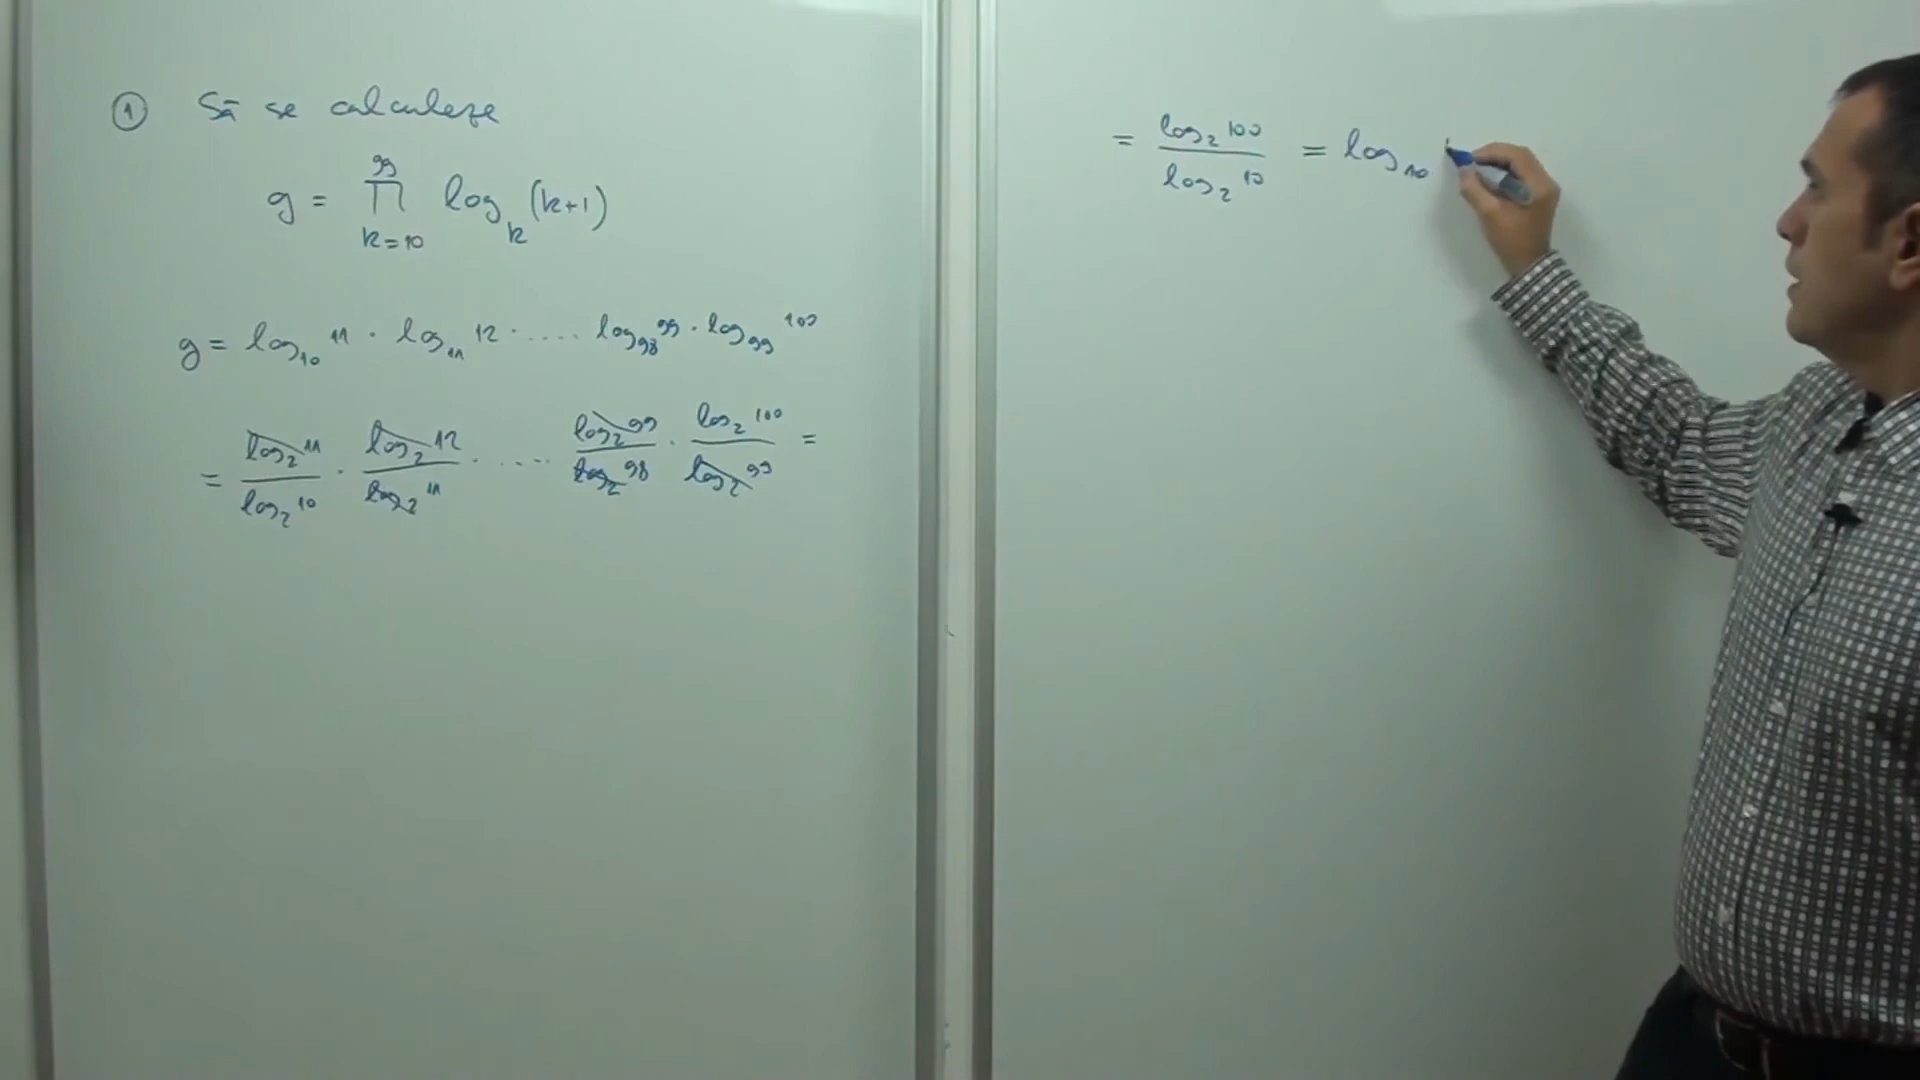 ① Să se calculeze
g = ∏_{k=10}^{99} log_k (k+1)
g = log_10 11 · log_11 12 · .... log_98 99 · log_99 100
= log_2 11 / log_2 10 · log_2 12 / log_2 11 · .... log_2 99 / log_2 98 · log_2 100 / log_2 99 =
= log_2 100 / log_2 10 = log_10